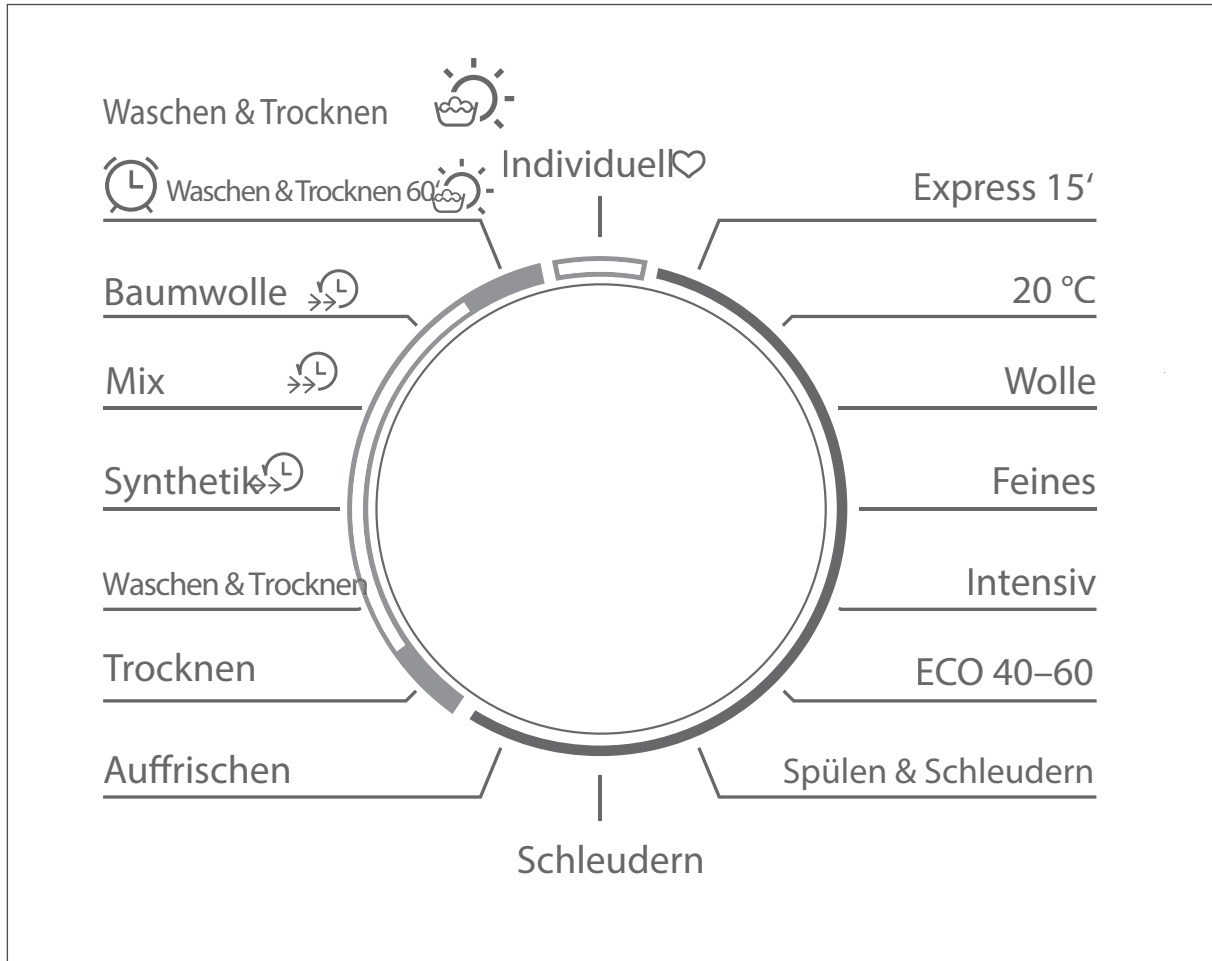 Waschen & Trocknen
Individuell
Waschen & Trocknen 60‘
Express 15‘
Baumwolle
20 °C
Mix
Wolle
Synthetik
Feines
Waschen & Trocknen
Intensiv
Trocknen
ECO 40–60
Auffrischen
Spülen & Schleudern
Schleudern